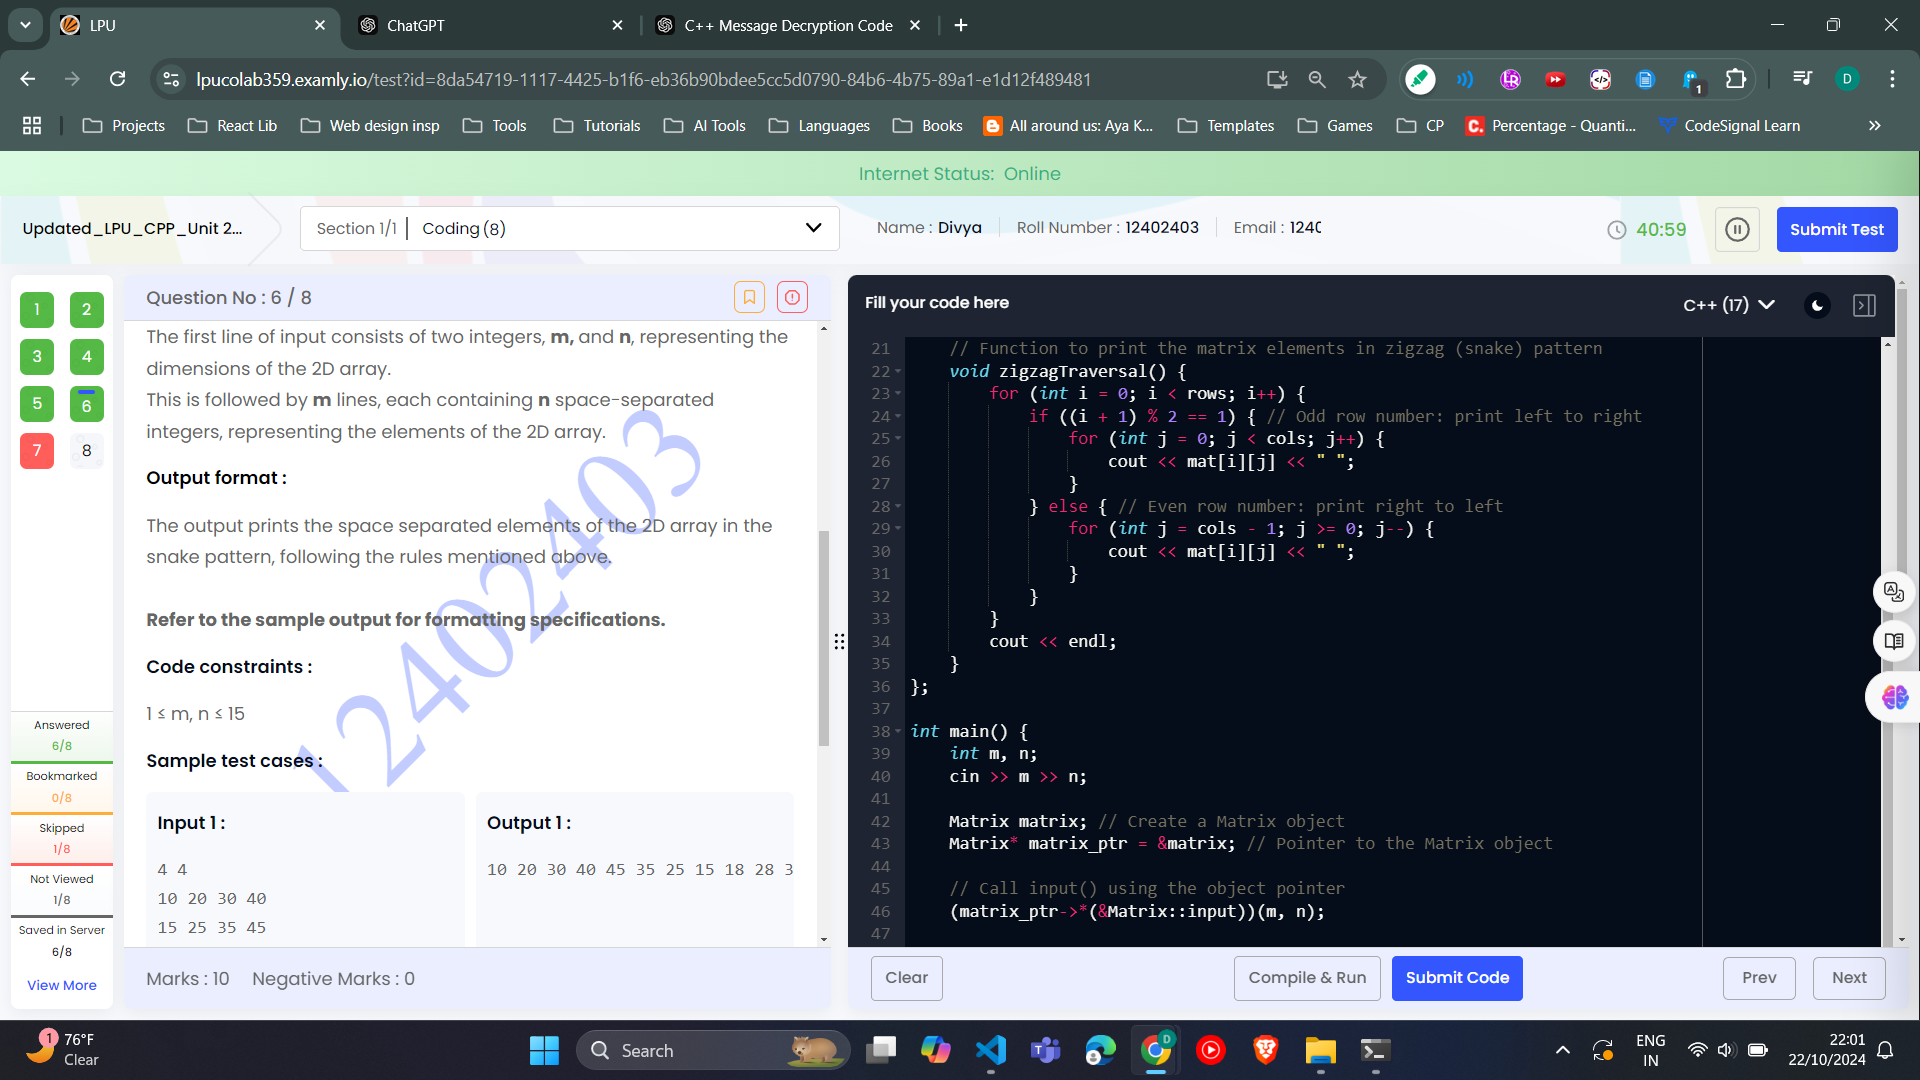 LPU
ChatGPT
C++ Message Decryption Code
lpucolab359.examly.io/test?id=8da54719-1117-4425-b1f6-eb36b90bdee5cc5d0790-84b6-4b75-89a1-e1d12f489481
1
D
Projects
React Lib
Web design insp
Tools
Tutorials
AI Tools
Languages
Books
All around us: Aya K...
Templates
Games
CP
Percentage - Quanti...
CodeSignal Learn
Internet Status: Online
Updated_LPU_CPP_Unit 2...
Section 1/1 | Coding (8)
Name : Divya
Roll Number : 12402403
Email : 1240
40:59
Submit Test
1 2
3 4
5 6
7 8
Answered
6/8
Bookmarked
0/8
Skipped
1/8
Not Viewed
1/8
Saved in Server
6/8
View More
Question No : 6 / 8
The first line of input consists of two integers, m, and n, representing the
dimensions of the 2D array.
This is followed by m lines, each containing n space-separated
integers, representing the elements of the 2D array.
Output format :
The output prints the space separated elements of the 2D array in the
snake pattern, following the rules mentioned above.
Refer to the sample output for formatting specifications.
Code constraints :
1 ≤ m, n ≤ 15
Sample test cases :
Input 1 :
4 4
10 20 30 40
15 25 35 45
Output 1 :
10 20 30 40 45 35 25 15 18 28 3
12402403
Marks : 10
Negative Marks : 0
Fill your code here
C++ (17)
21 // Function to print the matrix elements in zigzag (snake) pattern
22 void zigzagTraversal() {
23 for (int i = 0; i < rows; i++) {
24 if ((i + 1) % 2 == 1) { // Odd row number: print left to right
25 for (int j = 0; j < cols; j++) {
26 cout << mat[i][j] << " ";
27 }
28 } else { // Even row number: print right to left
29 for (int j = cols - 1; j >= 0; j--) {
30 cout << mat[i][j] << " ";
31 }
32 }
33 }
34 cout << endl;
35 }
36 };
37
38 int main() {
39 int m, n;
40 cin >> m >> n;
41
42 Matrix matrix; // Create a Matrix object
43 Matrix* matrix_ptr = &matrix; // Pointer to the Matrix object
44
45 // Call input() using the object pointer
46 (matrix_ptr->*(&Matrix::input))(m, n);
47
Clear
Compile & Run
Submit Code
Prev
Next
1
76°F
Clear
Search
D
ENG
IN
22:01
22/10/2024